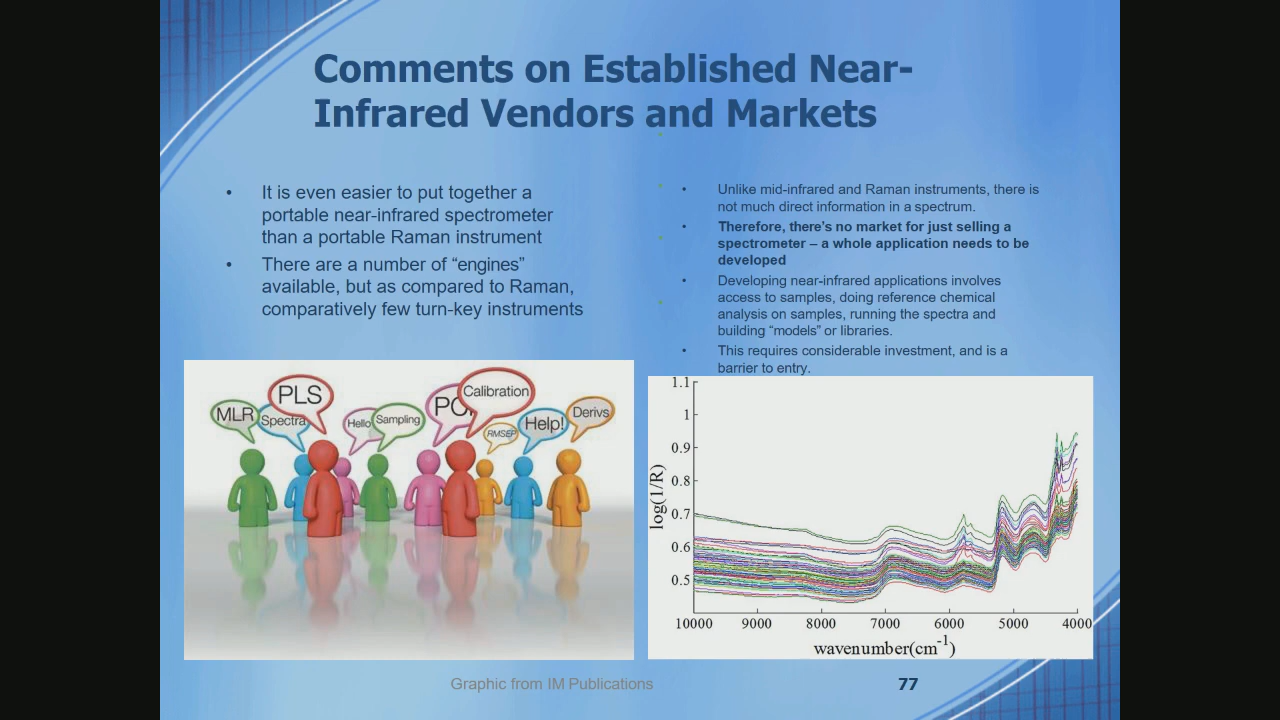 Comments on Established Near-
Infrared Vendors and Markets
• It is even easier to put together a
portable near-infrared spectrometer
than a portable Raman instrument
• There are a number of “engines”
available, but as compared to Raman,
comparatively few turn-key instruments
• Unlike mid-infrared and Raman instruments, there is
not much direct information in a spectrum.
• Therefore, there’s no market for just selling a
spectrometer – a whole application needs to be
developed
• Developing near-infrared applications involves
access to samples, doing reference chemical
analysis on samples, running the spectra and
building “models” or libraries.
• This requires considerable investment, and is a
barrier to entry.
MLR
Spectra
PLS
Hello
Sampling
Calibration
RMSEP
Help!
Derivs
1.1
1
0.9
0.8
0.7
0.6
0.5
log(1/R)
10000 9000 8000 7000 6000 5000 4000
wavenumber(cm-1)
Graphic from IM Publications
77